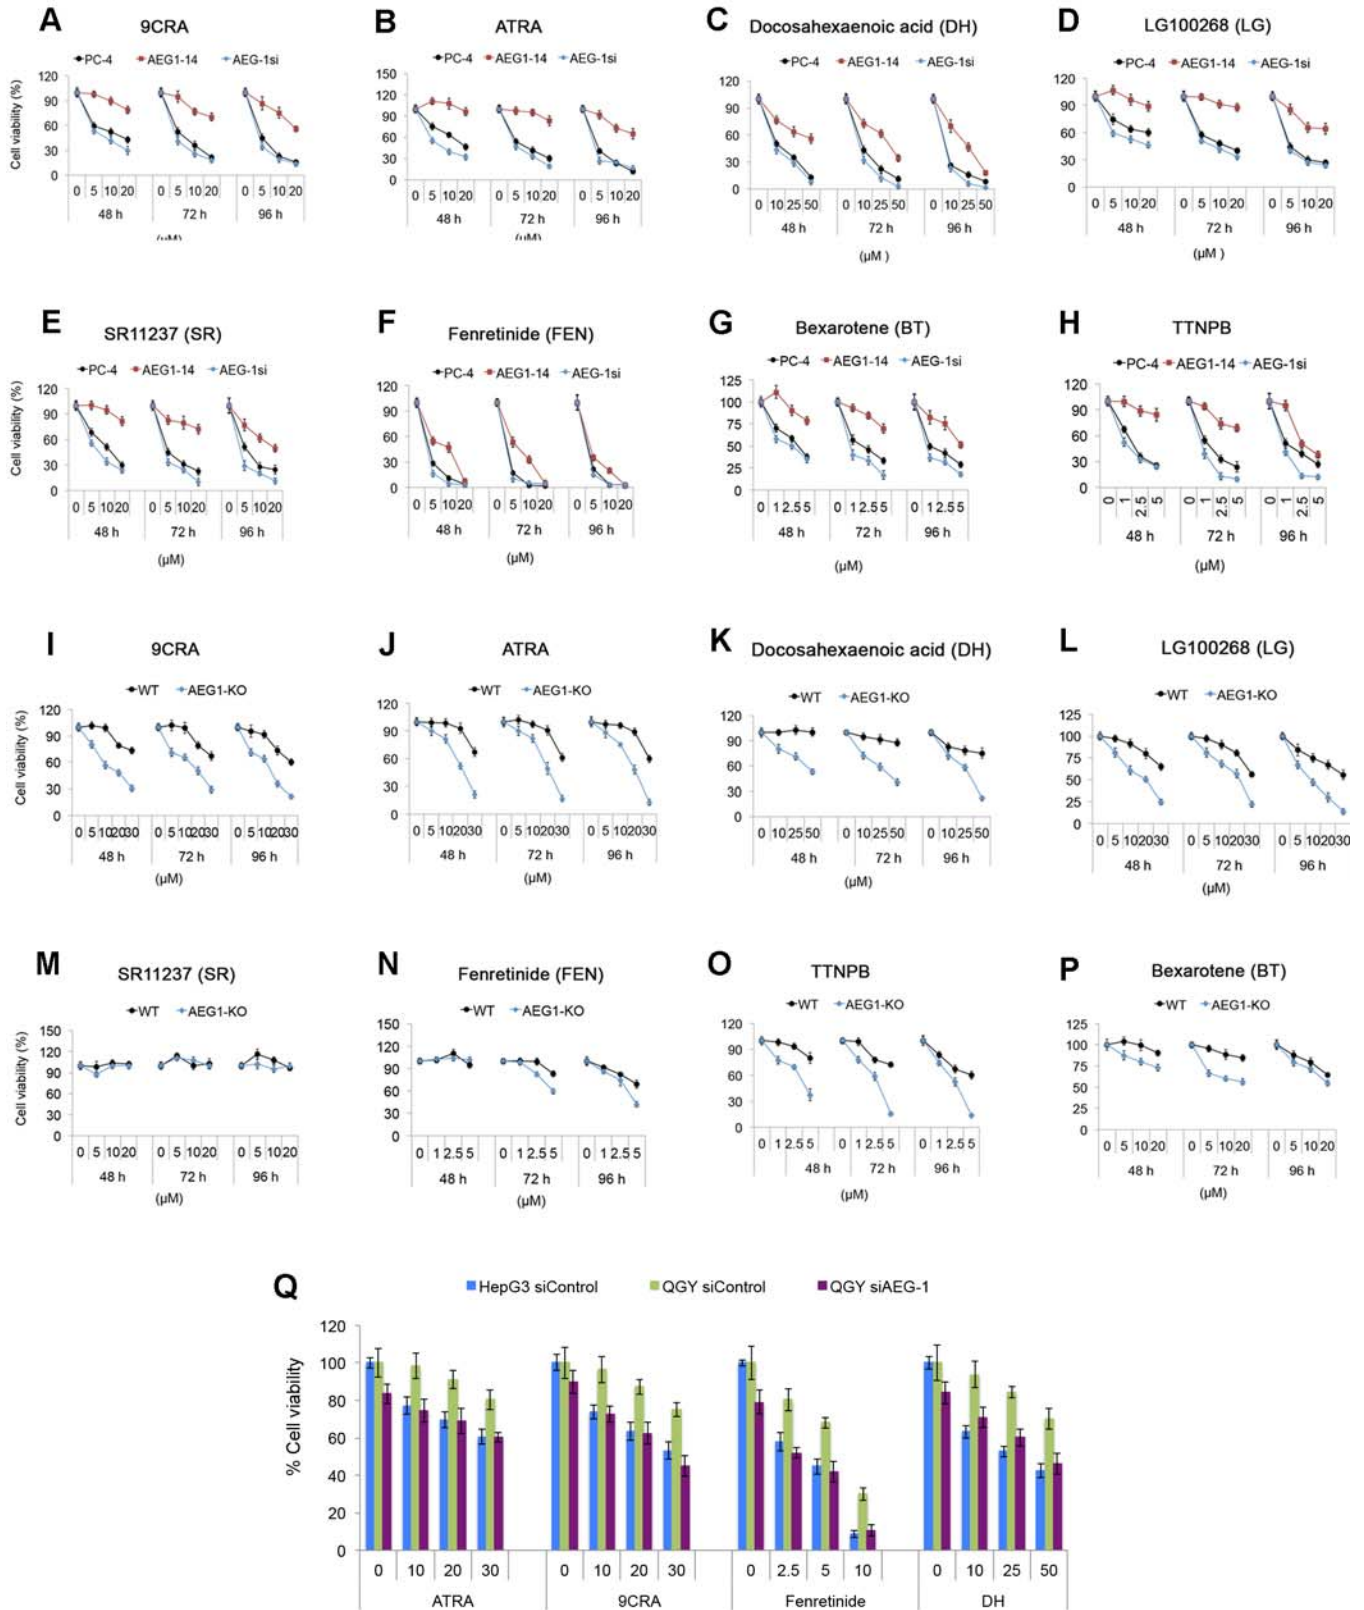 A 9CRA
B ATRA
C Docosahexaenoic acid (DH)
D LG100268 (LG)
PC-4 AEG1-14 AEG-1si
PC-4 AEG1-14 AEG-1si
PC-4 AEG1-14 AEG-1si
PC-4 AEG1-14 AEG-1si
Cell viability (%)
120 90 60 30 0
150 120 90 60 30 0
120 90 60 30 0
120 90 60 30 0
0 5 10 20 0 5 10 20 0 5 10 20
0 5 10 20 0 5 10 20 0 5 10 20
0 10 25 50 0 10 25 50 0 10 25 50
0 5 10 20 0 5 10 20 0 5 10 20
48 h 72 h 96 h
48 h 72 h 96 h
48 h 72 h 96 h
48 h 72 h 96 h
(µM)
(µM)
(µM )
(µM )
E SR11237 (SR)
F Fenretinide (FEN)
G Bexarotene (BT)
H TTNPB
PC-4 AEG1-14 AEG-1si
PC-4 AEG1-14 AEG-1si
PC-4 AEG1-14 AEG-1si
PC-4 AEG1-14 AEG-1si
Cell viability (%)
120 90 60 30 0
120 90 60 30 0
125 100 75 50 25 0
120 90 60 30 0
0 5 10 20 0 5 10 20 0 5 10 20
0 5 10 20 0 5 10 20 0 5 10 20
0 1 2.5 5 0 1 2.5 5 0 1 2.5 5
0 1 2.5 5 0 1 2.5 5 0 1 2.5 5
48 h 72 h 96 h
48 h 72 h 96 h
48 h 72 h 96 h
48 h 72 h 96 h
(µM)
(µM)
(µM)
(µM)
I 9CRA
J ATRA
K Docosahexaenoic acid (DH)
L LG100268 (LG)
WT AEG1-KO
WT AEG1-KO
WT AEG1-KO
WT AEG1-KO
Cell viability (%)
120 90 60 30 0
120 90 60 30 0
120 90 60 30 0
125 100 75 50 25 0
0 5 10 20 30 0 5 10 20 30 0 5 10 20 30
0 5 10 20 30 0 5 10 20 30 0 5 10 20 30
0 10 25 50 0 10 25 50 0 10 25 50
0 5 10 20 30 0 5 10 20 30 0 5 10 20 30
48 h 72 h 96 h
48 h 72 h 96 h
48 h 72 h 96 h
48 h 72 h 96 h
(µM)
(µM)
(µM)
(µM)
M SR11237 (SR)
N Fenretinide (FEN)
O TTNPB
P Bexarotene (BT)
WT AEG1-KO
WT AEG1-KO
WT AEG1-KO
WT AEG1-KO
Cell viability (%)
150 120 90 60 30 0
150 120 90 60 30 0
120 90 60 30 0
125 100 75 50 25 0
0 5 10 20 0 5 10 20 0 5 10 20
0 1 2.5 5 0 1 2.5 5 0 1 2.5 5
0 1 2.5 5 0 1 2.5 5 0 1 2.5 5
0 5 10 20 0 5 10 20 0 5 10 20
48 h 72 h 96 h
48 h 72 h 96 h
48 h 72 h 96 h
48 h 72 h 96 h
(µM)
(µM)
(µM)
(µM)
Q
HepG3 siControl QGY siControl QGY siAEG-1
% Cell viability
120
100
80
60
40
20
0
0 10 20 30 0 10 20 30 0 2.5 5 10 0 10 25 50
ATRA 9CRA Fenretinide DH